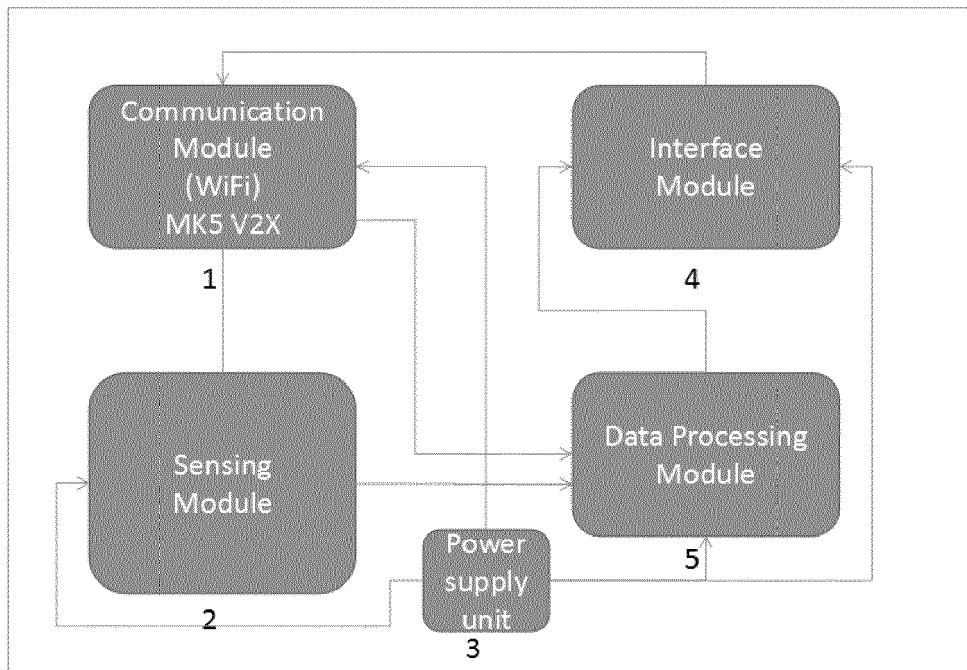 Communication
Module
(WiFi)
MK5 V2X
1
Interface
Module
4
Sensing
Module
2
Data Processing
Module
5
Power
supply
unit
3